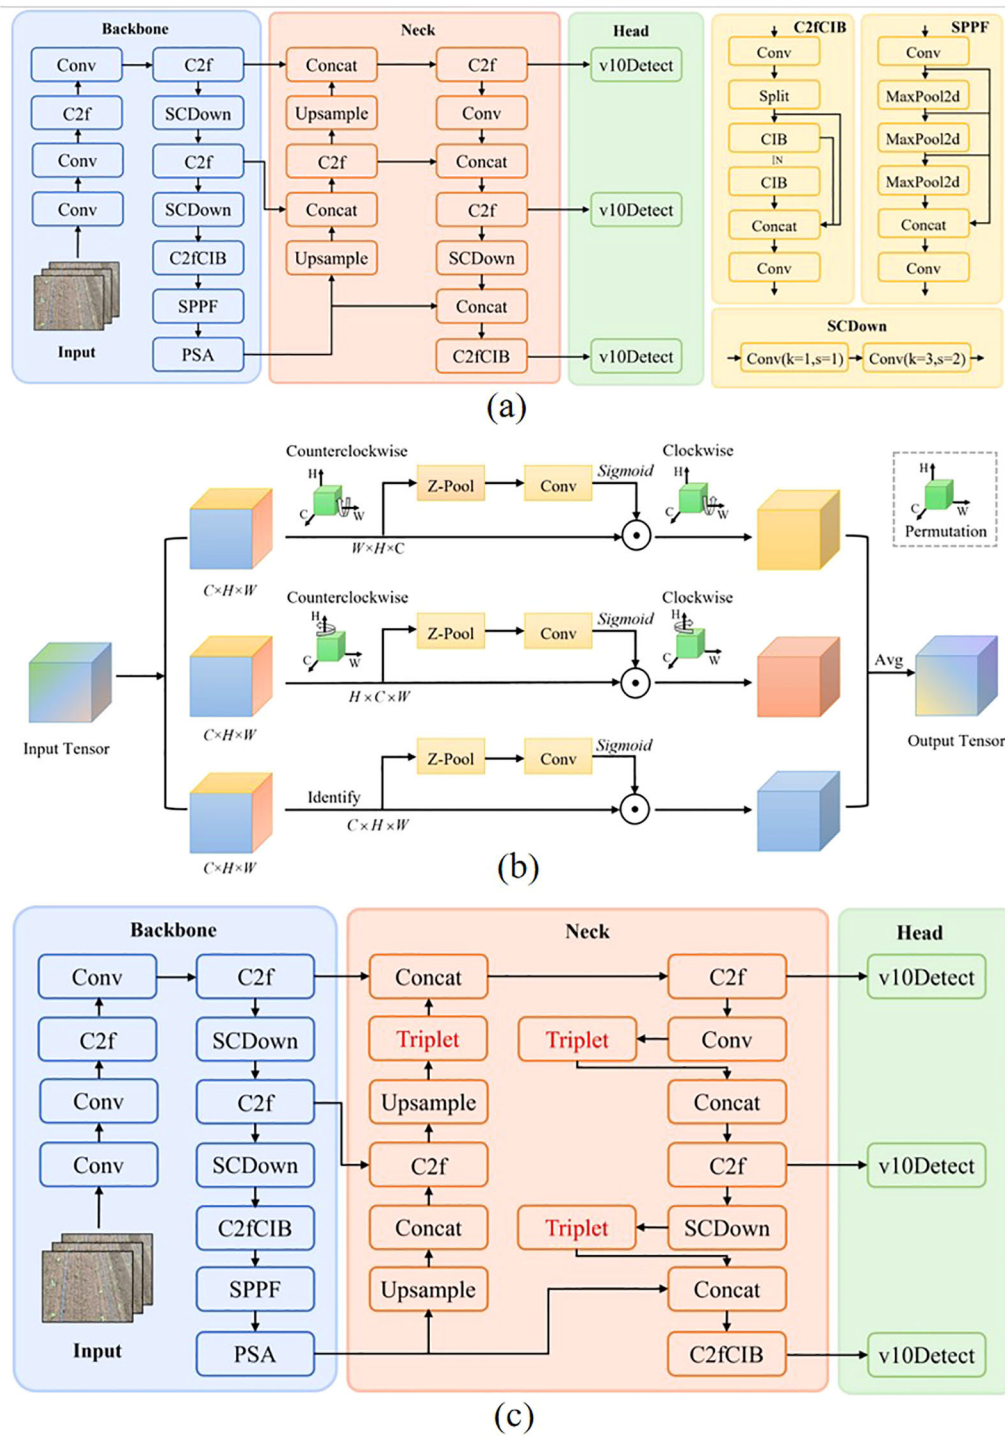 Backbone
Neck
Head
C2fCIB
SPPF
Conv
C2f
Concat
C2f
v10Detect
Conv
Conv
C2f
SCDown
Upsample
Conv
Split
MaxPool2d
Conv
C2f
C2f
Concat
CIB
MaxPool2d
Conv
SCDown
Concat
C2f
v10Detect
CIB
MaxPool2d
C2fCIB
Upsample
SCDown
Concat
Concat
SPPF
Concat
Conv
Conv
Input
PSA
C2fCIB
v10Detect
SCDown
Conv(k=1,s=1)
Conv(k=3,s=2)
(a)
Counterclockwise
H
W
C
Z-Pool
Conv
Sigmoid
Clockwise
H
C
W
H
C
W
Permutation
W×H×C
C×H×W
Counterclockwise
H
C
W
Z-Pool
Conv
Sigmoid
Clockwise
H
C
W
H × C × W
C×H×W
Input Tensor
Avg
Output Tensor
Identify
Z-Pool
Conv
Sigmoid
C × H × W
C×H×W
(b)
Backbone
Neck
Head
Conv
C2f
Concat
C2f
v10Detect
C2f
SCDown
Triplet
Triplet
Conv
Conv
C2f
Upsample
Concat
Conv
SCDown
C2f
C2f
v10Detect
C2fCIB
Concat
Triplet
SCDown
SPPF
Upsample
Concat
Input
PSA
C2fCIB
v10Detect
(c)